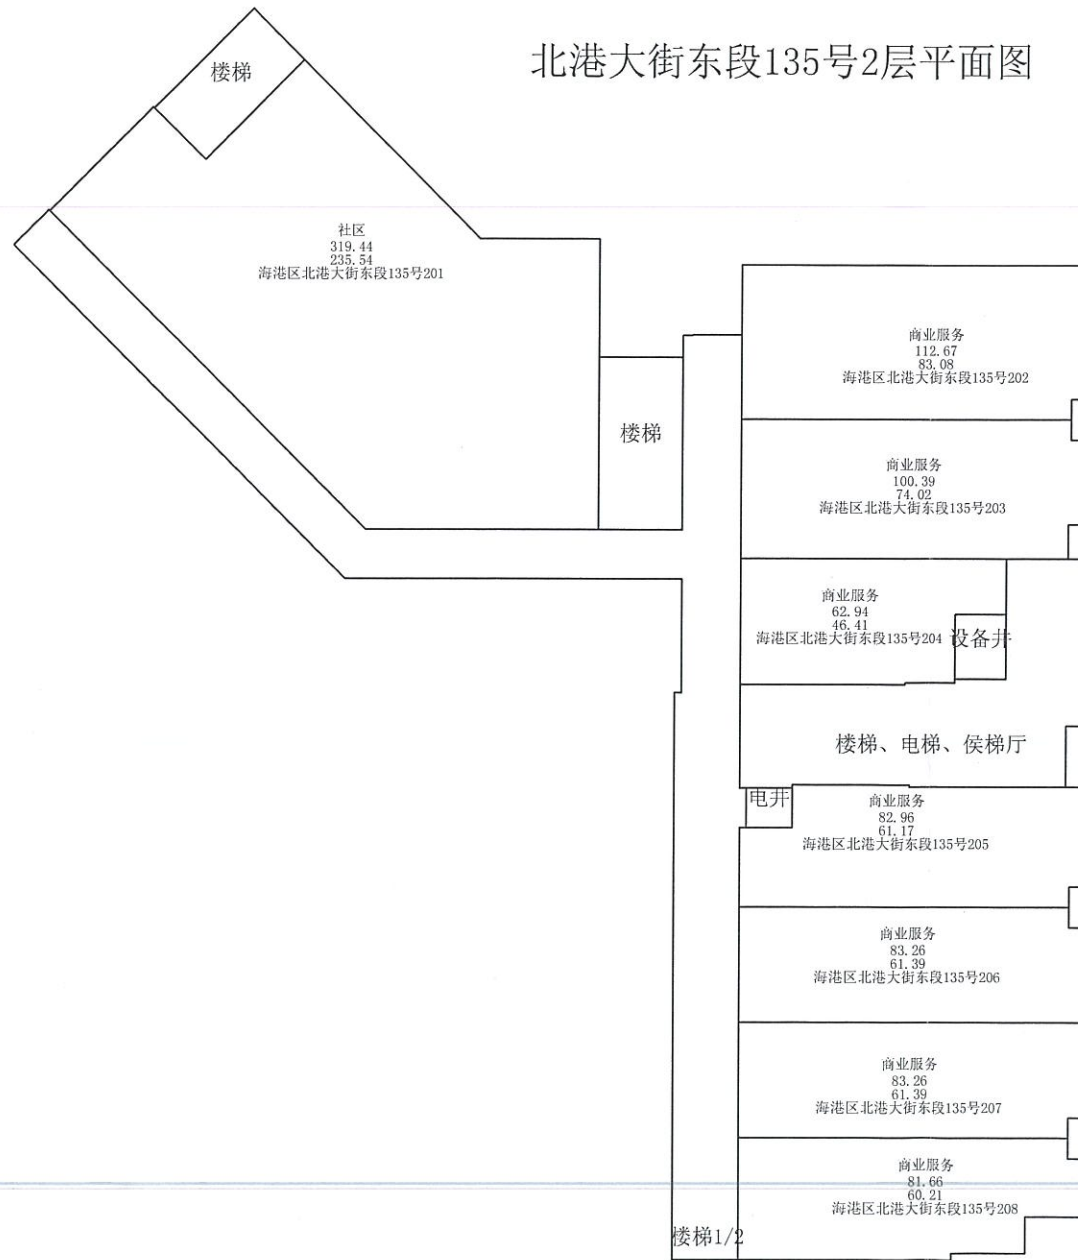 北港大街东段135号2层平面图
楼梯
社区
319.44
235.54
海港区北港大街东段135号201
商业服务
112.67
83.08
海港区北港大街东段135号202
楼梯
商业服务
100.39
74.02
海港区北港大街东段135号203
商业服务
62.94
46.41
海港区北港大街东段135号204
设备井
楼梯、电梯、侯梯厅
电井
商业服务
82.96
61.17
海港区北港大街东段135号205
商业服务
83.26
61.39
海港区北港大街东段135号206
商业服务
83.26
61.39
海港区北港大街东段135号207
商业服务
81.66
60.21
海港区北港大街东段135号208
楼梯1/2